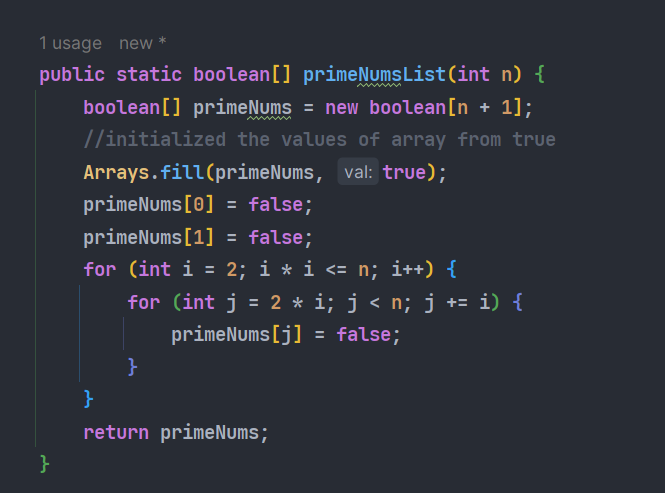 1 usage new *
public static boolean[] primeNumsList(int n) {
boolean[] primeNums = new boolean[n + 1];
//initialized the values of array from true
Arrays.fill(primeNums, val: true);
primeNums[0] = false;
primeNums[1] = false;
for (int i = 2; i * i <= n; i++) {
for (int j = 2 * i; j < n; j += i) {
primeNums[j] = false;
}
}
return primeNums;
}